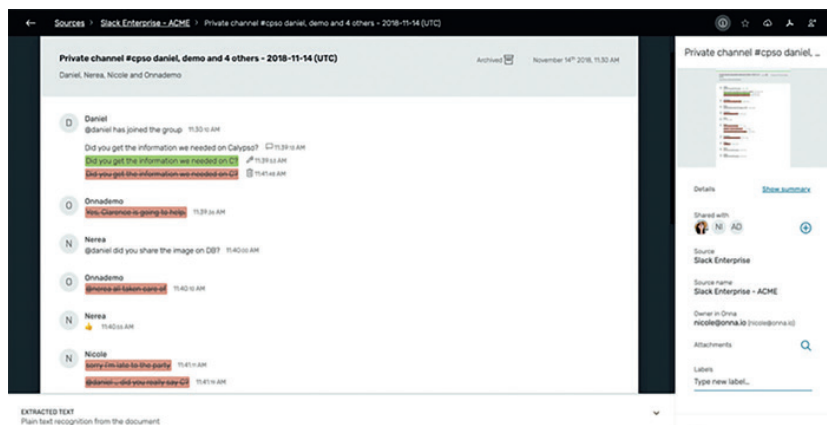 ← Sources > Slack Enterprise - ACME > Private channel #cpso daniel, demo and 4 others - 2018-11-14 (UTC)
Private channel #cpso daniel, ...
Private channel #cpso daniel, demo and 4 others - 2018-11-14 (UTC)
Archived
November 14th 2018, 11.30 AM
Daniel, Nerea, Nicole and Onnademo
D
Daniel
@daniel has joined the group 11:30:10 AM
Did you get the information we needed on Calypso? 11:39:10 AM
Did you get the information we needed on C? 11:39:53 AM
Did you get the information we needed on C? 11:41:48 AM
O
Onnademo
Yes, Clarence is going to help. 11:39:36 AM
N
Nerea
@daniel did you share the image on DB? 11:40:00 AM
O
Onnademo
@nerea all taken care of 11:40:10 AM
N
Nerea
👍 11:40:55 AM
N
Nicole
sorry I'm late to the party 11:41:11 AM
@daniel ... did you really say C? 11:41:19 AM
Details
Show summary
Shared with
NI
AD
Source
Slack Enterprise
Source name
Slack Enterprise - ACME
Owner in Onna
nicole@onna.io (nicole@onna.io)
Attachments
Labels
Type new label...
EXTRACTED TEXT
Plain text recognition from the document